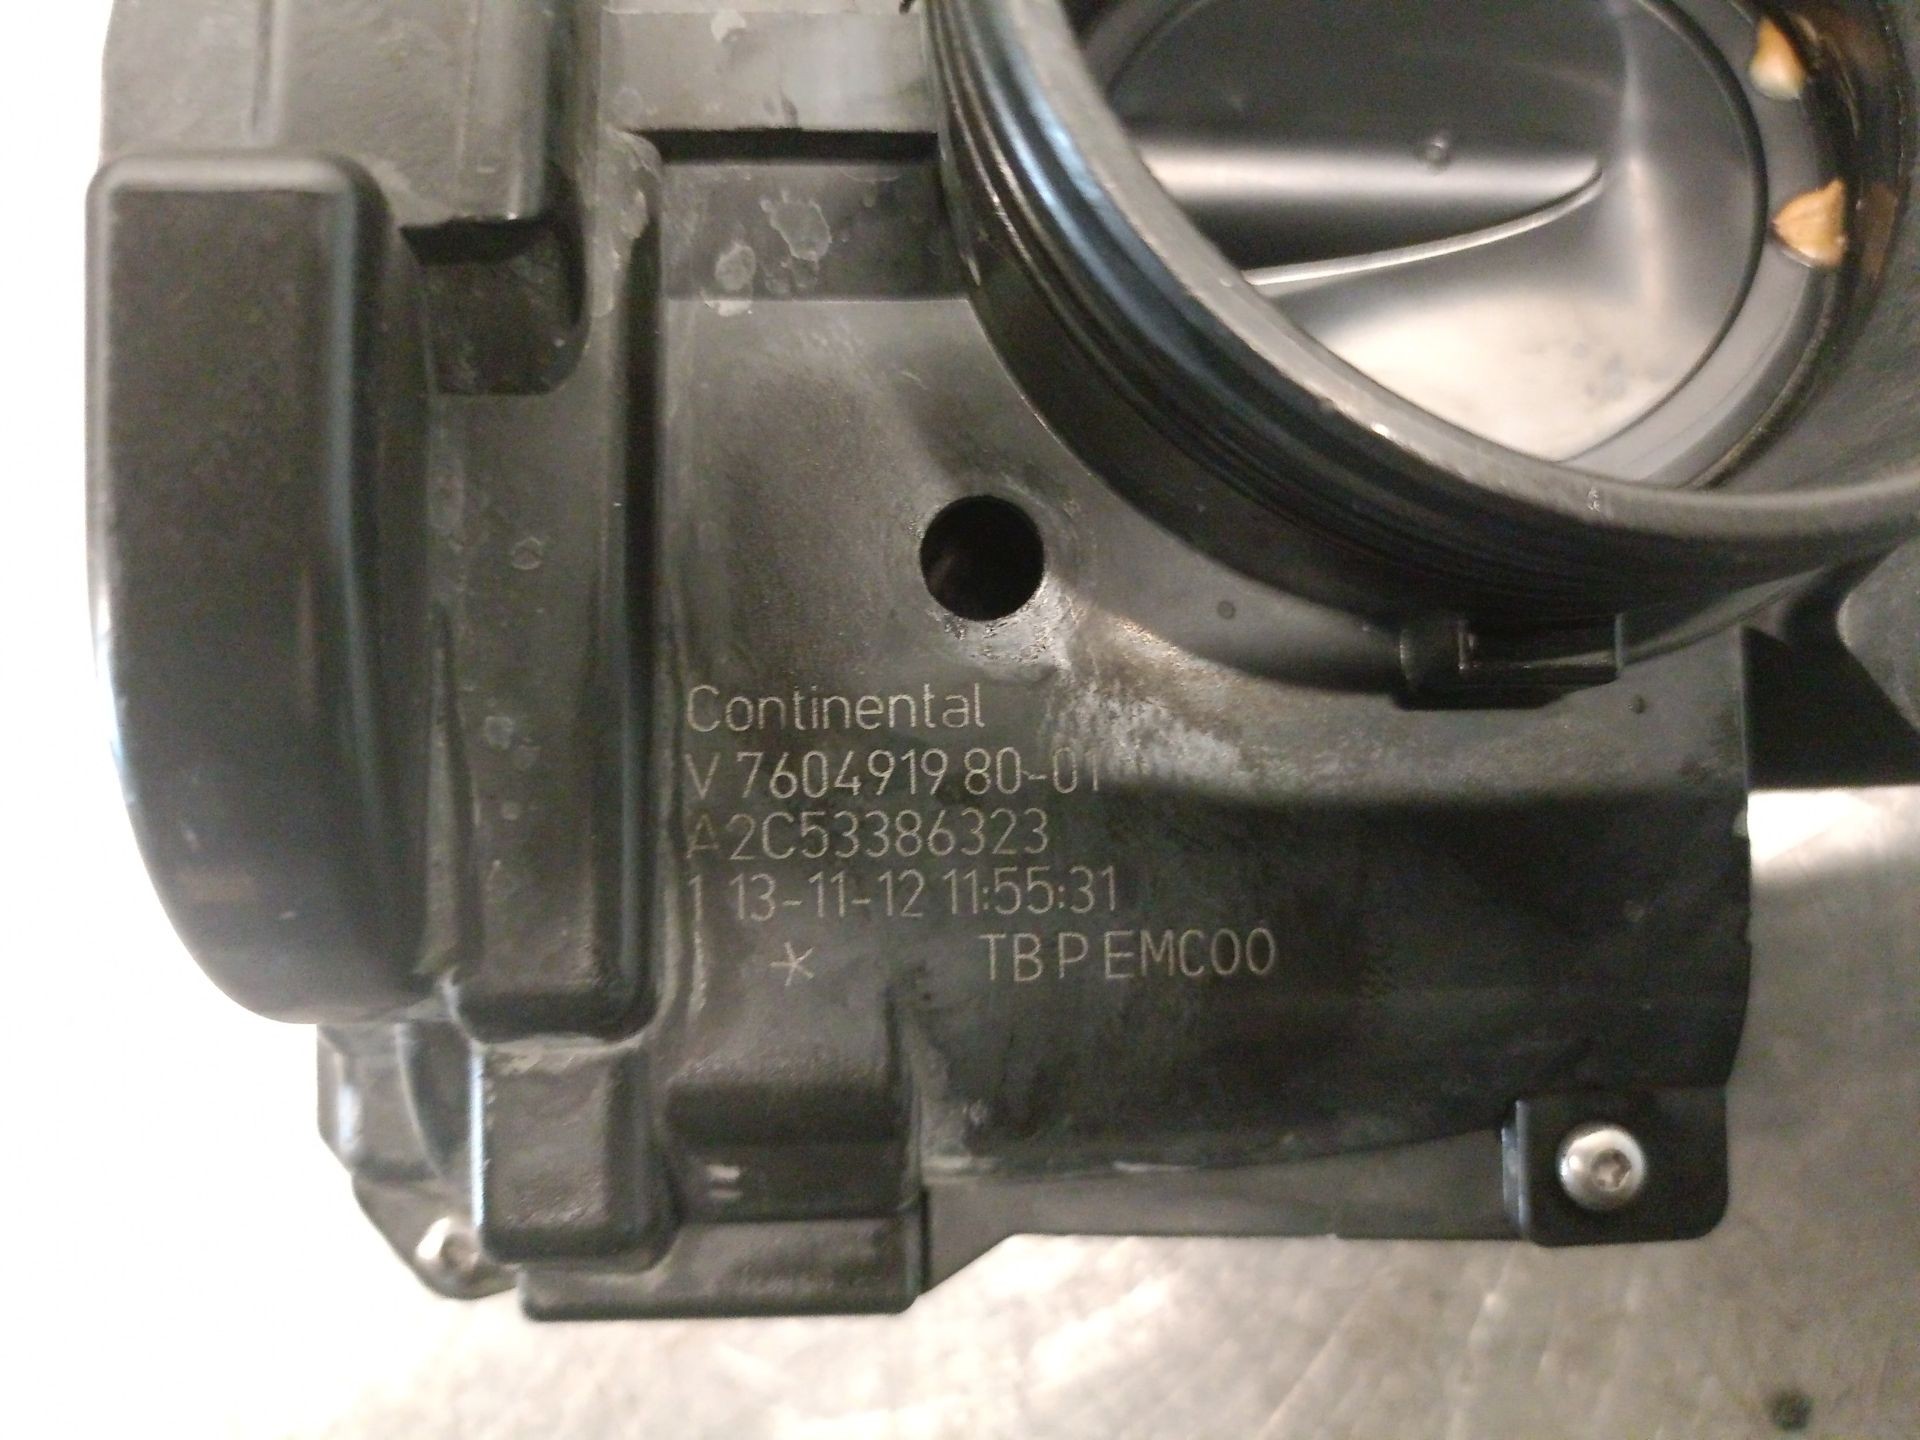 Continental
V 7604919 80-01
A2C53386323
1 13-11-12 11:55:31
* TB P EMC00